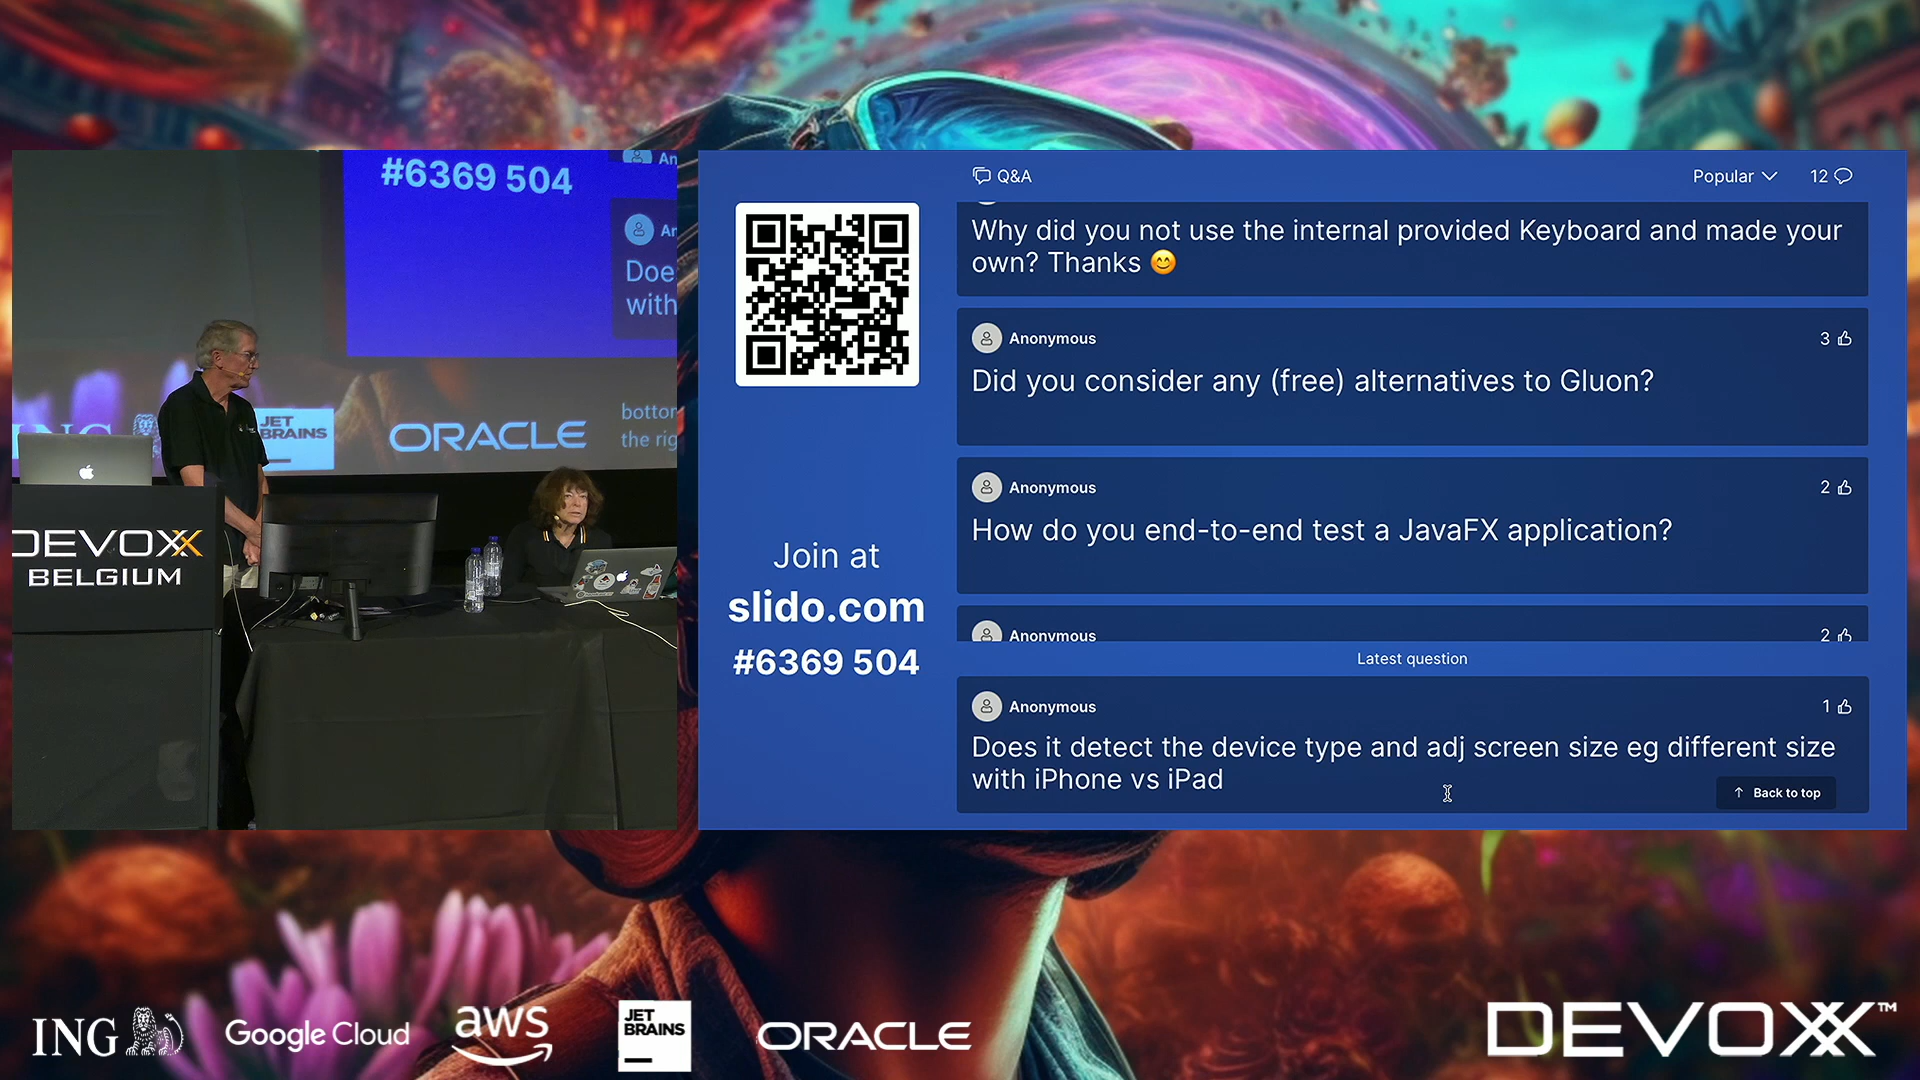 #6369 504
An
An
Doe
with
ING
JET
BRAINS
ORACLE
bottor
the rig
DEVOXX
BELGIUM
Join at
slido.com
#6369 504
Q&A
Popular
12
Why did you not use the internal provided Keyboard and made your
own? Thanks 😊
Anonymous
3
Did you consider any (free) alternatives to Gluon?
Anonymous
2
How do you end-to-end test a JavaFX application?
Anonymous
2
Latest question
Anonymous
1
Does it detect the device type and adj screen size eg different size
with iPhone vs iPad
↑ Back to top
ING
Google Cloud
aws
JET
BRAINS
ORACLE
DEVOXX™